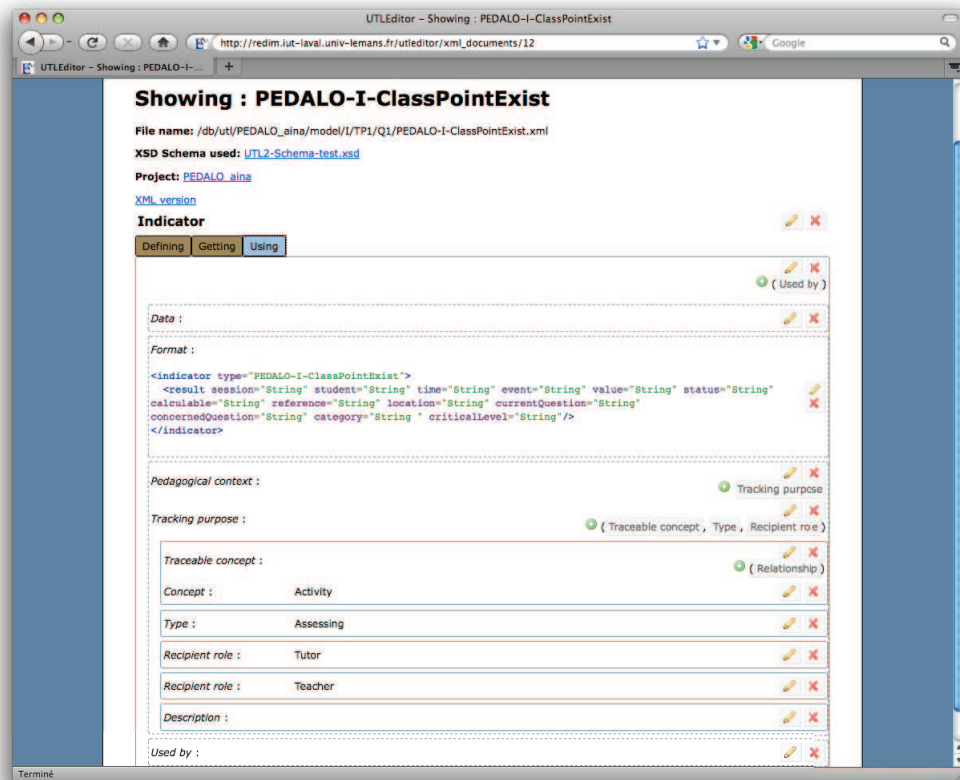 UTLEditor – Showing : PEDALO-I-ClassPointExist
http://redim.iut-laval.univ-lemans.fr/utleditor/xml_documents/12
Google
UTLEditor – Showing : PEDALO-I-...
+
Showing : PEDALO-I-ClassPointExist
File name: /db/utl/PEDALO_aina/model/I/TP1/Q1/PEDALO-I-ClassPointExist.xml
XSD Schema used: UTL2-Schema-test.xsd
Project: PEDALO_aina
XML version
Indicator
Defining Getting Using
( Used by )
Data :
Format :
<indicator type="PEDALO-I-ClassPointExist">
<result session="String" student="String" time="String" event="String" value="String" status="String"
calculable="String" reference="String" location="String" currentQuestion="String"
concernedQuestion="String" category="String " criticalLevel="String"/>
</indicator>
Pedagogical context :
Tracking purpose
Tracking purpose :
( Traceable concept , Type , Recipient role )
Traceable concept :
( Relationship )
Concept : Activity
Type : Assessing
Recipient role : Tutor
Recipient role : Teacher
Description :
Used by :
Terminé